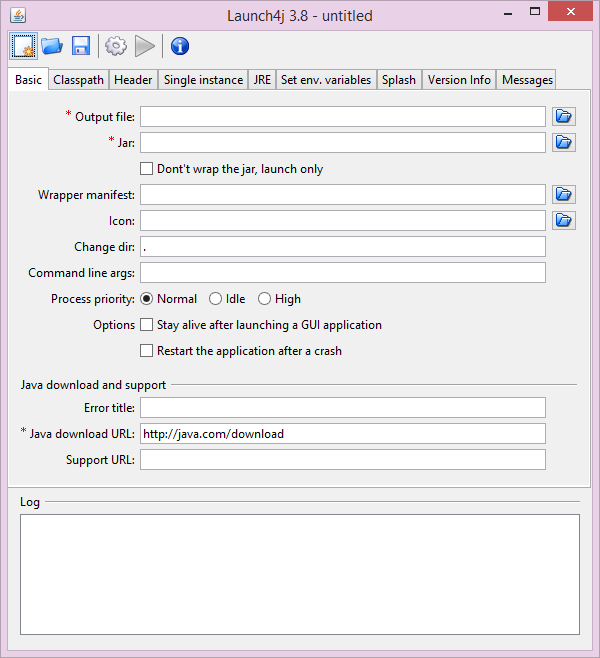 Launch4j 3.8 - untitled
Basic Classpath Header Single instance JRE Set env. variables Splash Version Info Messages
* Output file:
* Jar:
Dont't wrap the jar, launch only
Wrapper manifest:
Icon:
Change dir: .
Command line args:
Process priority: Normal Idle High
Options Stay alive after launching a GUI application
Restart the application after a crash
Java download and support
Error title:
* Java download URL: http://java.com/download
Support URL:
Log